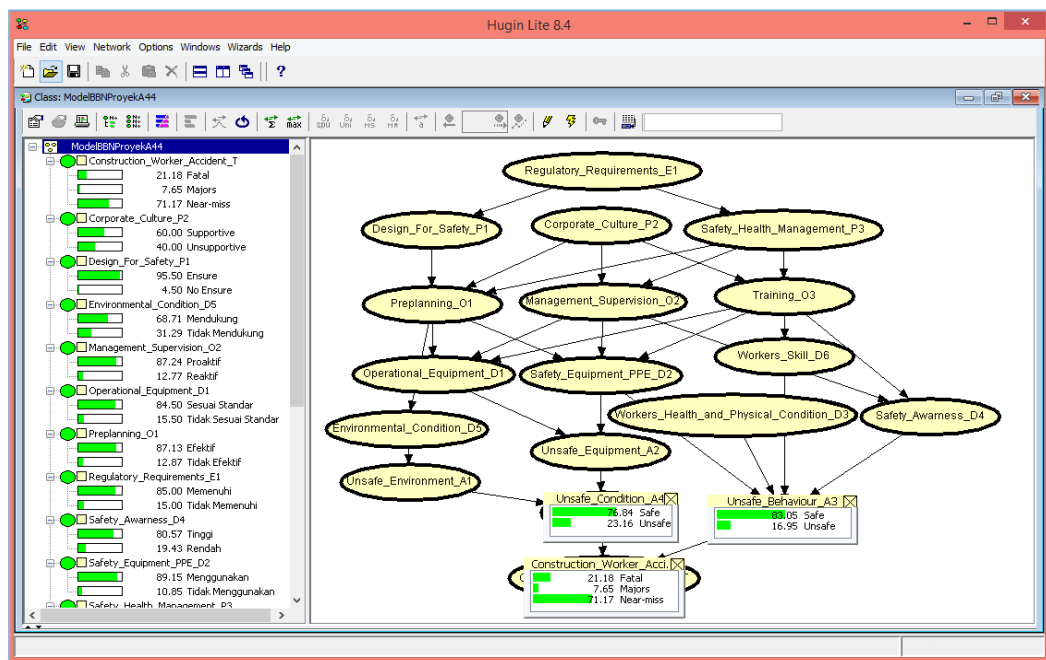 Hugin Lite 8.4
File Edit View Network Options Windows Wizards Help
Class: ModelBBNProyekA44
ModelBBNProyekA44
Construction_Worker_Accident_T
21.18 Fatal
7.65 Majors
71.17 Near-miss
Corporate_Culture_P2
60.00 Supportive
40.00 Unsupportive
Design_For_Safety_P1
95.50 Ensure
4.50 No Ensure
Environmental_Condition_D5
68.71 Mendukung
31.29 Tidak Mendukung
Management_Supervision_O2
87.24 Proaktif
12.77 Reaktif
Operational_Equipment_D1
84.50 Sesuai Standar
15.50 Tidak Sesuai Standar
Preplanning_O1
87.13 Efektif
12.87 Tidak Efektif
Regulatory_Requirements_E1
85.00 Memenuhi
15.00 Tidak Memenuhi
Safety_Awarness_D4
80.57 Tinggi
19.43 Rendah
Safety_Equipment_PPE_D2
89.15 Menggunakan
10.85 Tidak Menggunakan
Safety_Health_Management_P3
Regulatory_Requirements_E1
Design_For_Safety_P1
Corporate_Culture_P2
Safety_Health_Management_P3
Preplanning_O1
Management_Supervision_O2
Training_O3
Workers_Skill_D6
Operational_Equipment_D1
Safety_Equipment_PPE_D2
Workers_Health_and_Physical_Condition_D3
Safety_Awarness_D4
Environmental_Condition_D5
Unsafe_Equipment_A2
Unsafe_Environment_A1
Unsafe_Condition_A4
76.84 Safe
23.16 Unsafe
Unsafe_Behaviour_A3
83.05 Safe
16.95 Unsafe
Construction_Worker_Acci.
21.18 Fatal
7.65 Majors
71.17 Near-miss